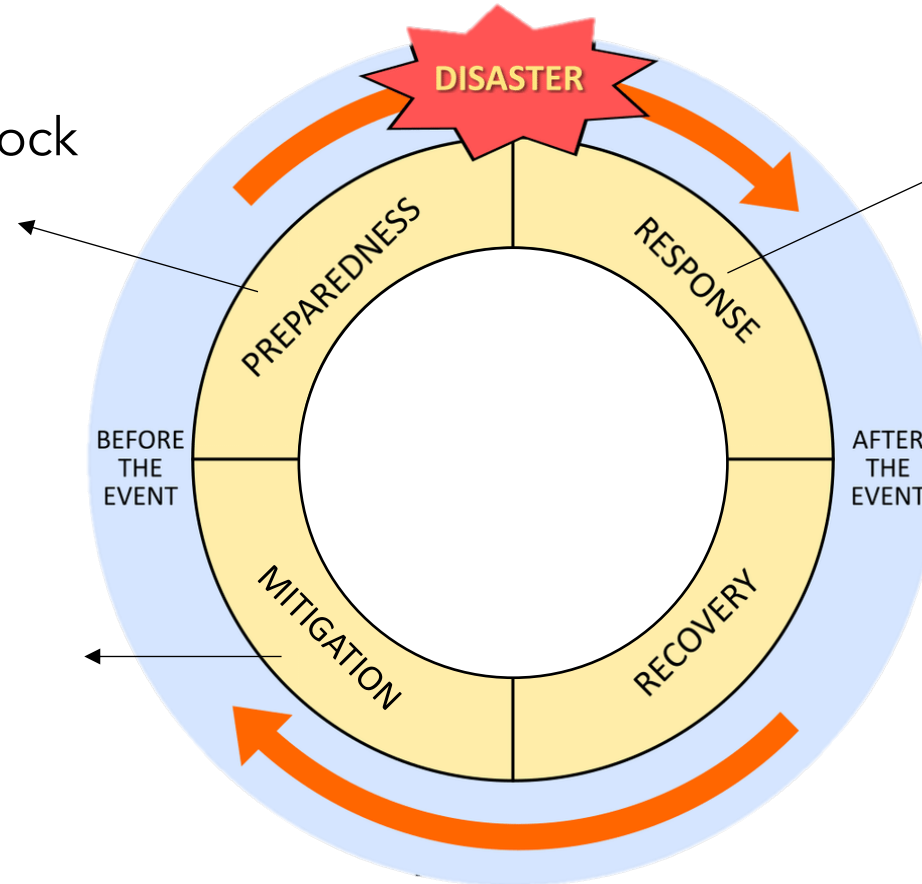 DISASTER
ock
PREPAREDNESS
RESPONSE
BEFORE
THE
EVENT
AFTER
THE
EVENT
MITIGATION
RECOVERY